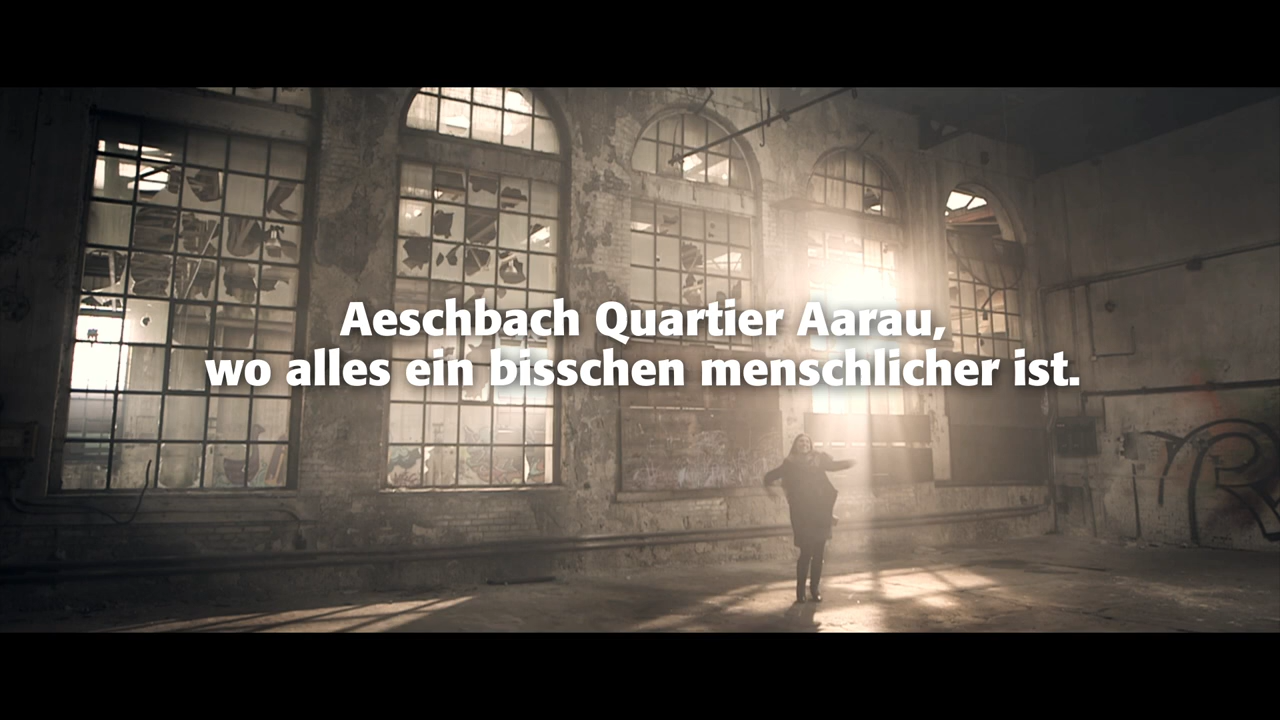 Aeschbach Quartier Aarau,
wo alles ein bisschen menschlicher ist.